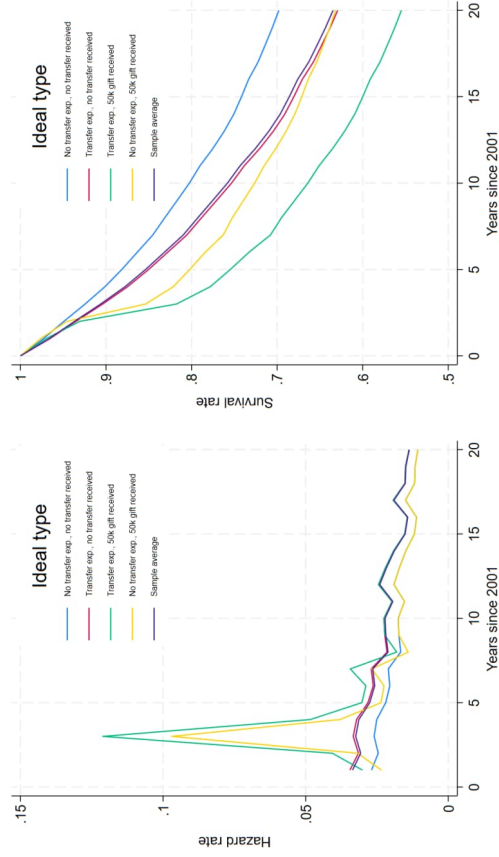 Ideal type
No transfer exp., no transfer received
Transfer exp., no transfer received
Transfer exp., 50k gift received
No transfer exp., 50k gift received
Sample average
Hazard rate
.15
.1
.05
0
0 5 10 15 20
Years since 2001
Ideal type
No transfer exp., no transfer received
Transfer exp., no transfer received
Transfer exp., 50k gift received
No transfer exp., 50k gift received
Sample average
Survival rate
1
.9
.8
.7
.6
.5
0 5 10 15 20
Years since 2001